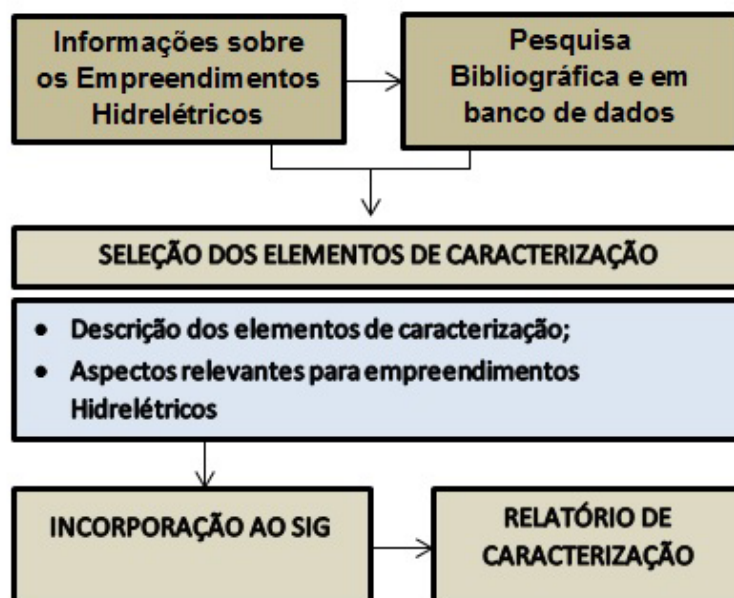 Informações sobre
os Empreendimentos
Hidrelétricos
Pesquisa
Bibliográfica e em
banco de dados
SELEÇÃO DOS ELEMENTOS DE CARACTERIZAÇÃO
• Descrição dos elementos de caracterização;
• Aspectos relevantes para empreendimentos
Hidrelétricos
INCORPORAÇÃO AO SIG
RELATÓRIO DE
CARACTERIZAÇÃO